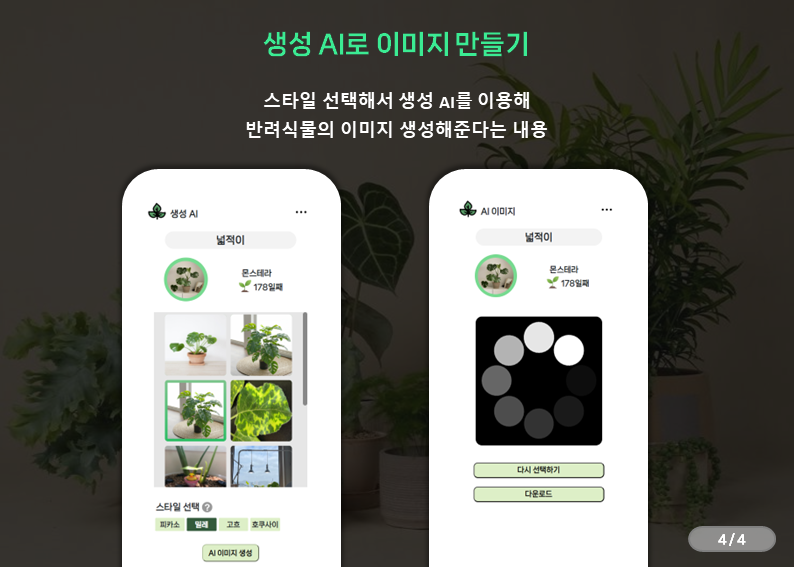 생성 AI로 이미지 만들기
스타일 선택해서 생성 AI를 이용해
반려식물의 이미지 생성해준다는 내용
생성 AI
넓적이
몬스테라
178일째
스타일 선택 ?
피카소 밀레 고흐 호쿠사이
AI 이미지 생성
AI 이미지
넓적이
몬스테라
178일째
다시 선택하기
다운로드
4/4